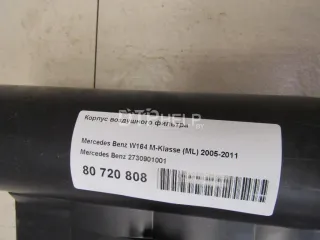 Корпус воздушного фильтра
Mercedes Benz W164 M-Klasse (ML) 2005-2011
Mercedes Benz 2730901001
80 720 808